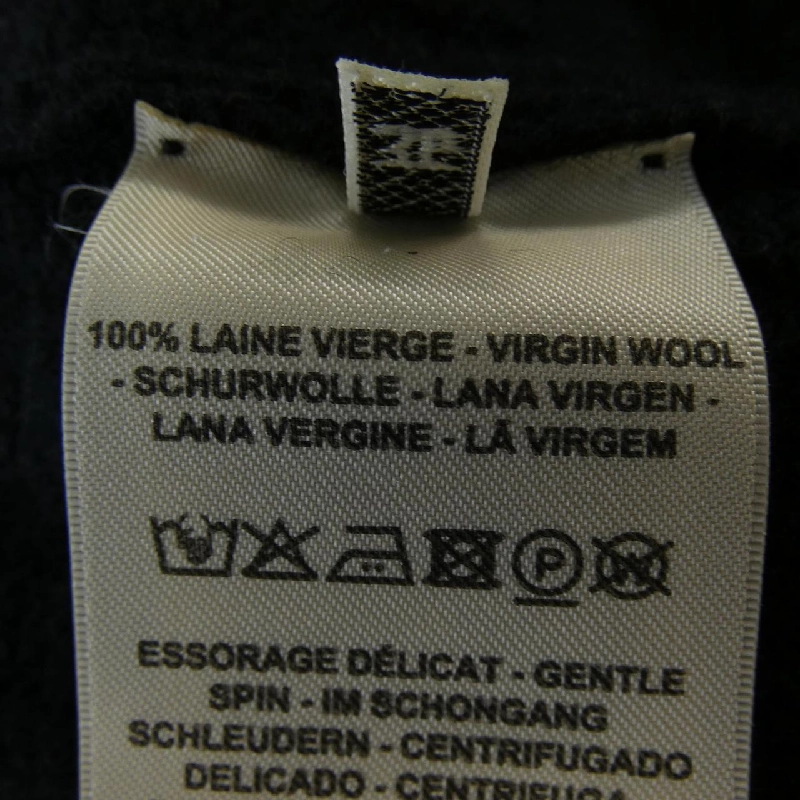 100% LAINE VIERGE - VIRGIN WOOL
- SCHURWOLLE - LANA VIRGEN -
LANA VERGINE - LÃ VIRGEM
P
W
ESSORAGE DÉLICAT - GENTLE
SPIN - IM SCHONGANG
SCHLEUDERN - CENTRIFUGADO
DELICADO - CENTRIFUGA